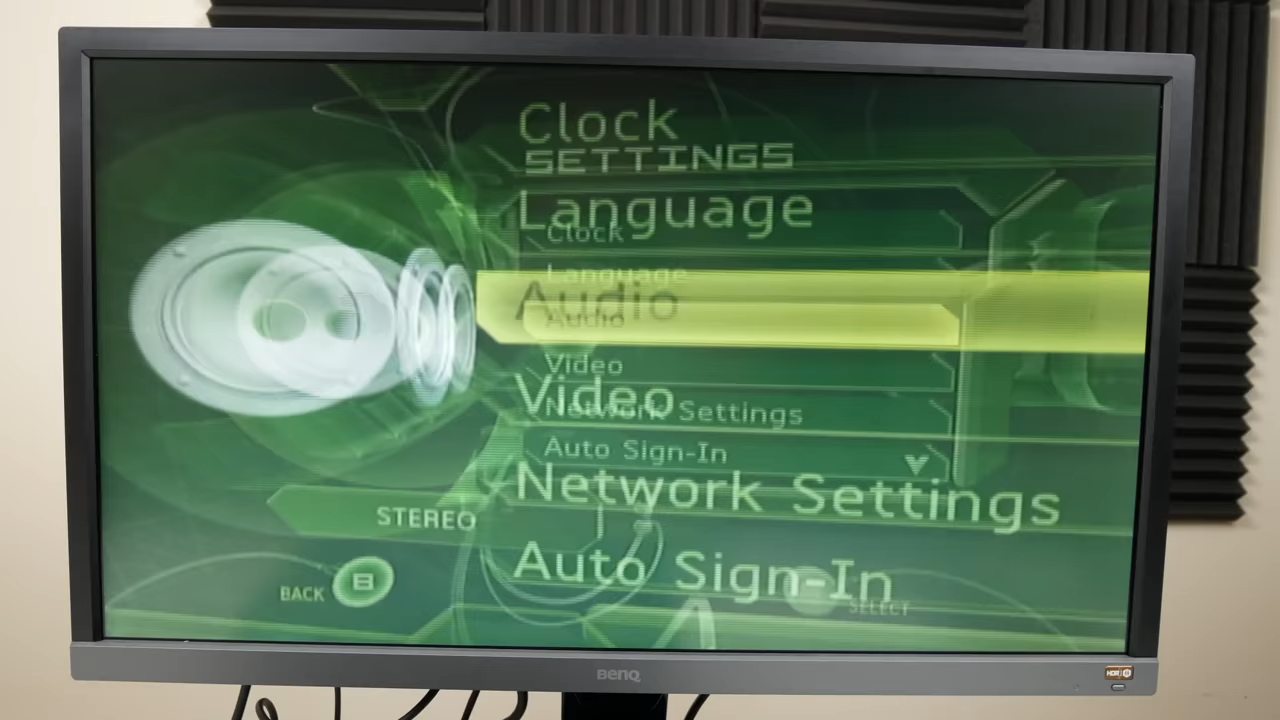 Clock
SETTINGS
Language
Clock
Language
Audio
Audio
Video
Video
Network Settings
Auto Sign-In
Network Settings
STEREO
Auto Sign-In
BACK B
SELECT
BenQ
HDR